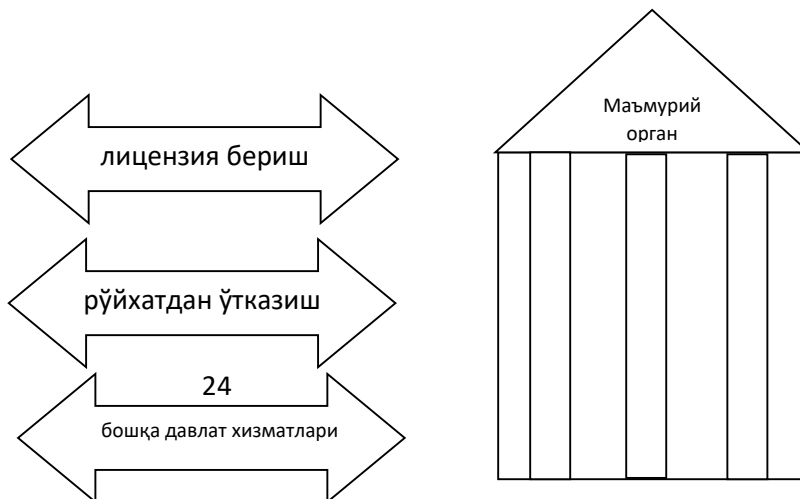 Маъмурий
орган
лицензия бериш
рўйхатдан ўтказиш
24
бошқа давлат хизматлари